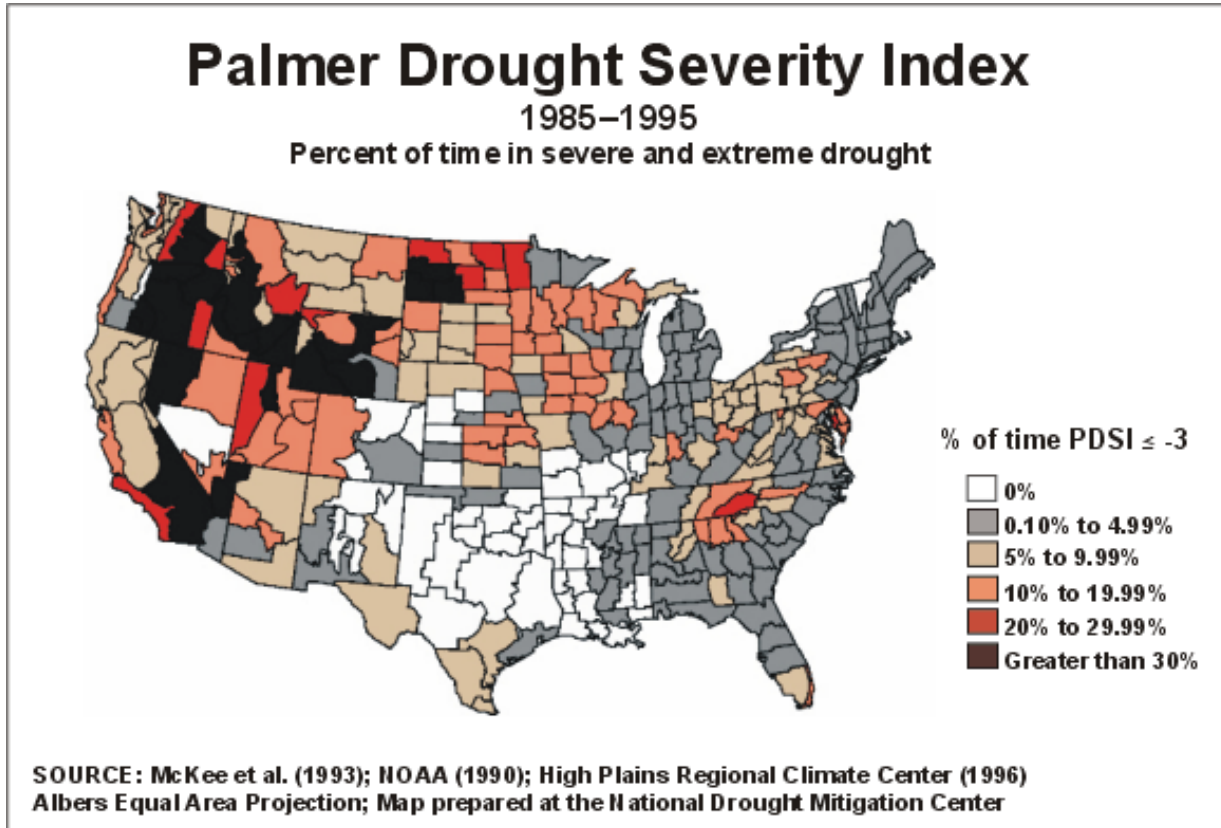 Palmer Drought Severity Index
1985–1995
Percent of time in severe and extreme drought
% of time PDSI ≤ -3
0%
0.10% to 4.99%
5% to 9.99%
10% to 19.99%
20% to 29.99%
Greater than 30%
SOURCE: McKee et al. (1993); NOAA (1990); High Plains Regional Climate Center (1996)
Albers Equal Area Projection; Map prepared at the National Drought Mitigation Center